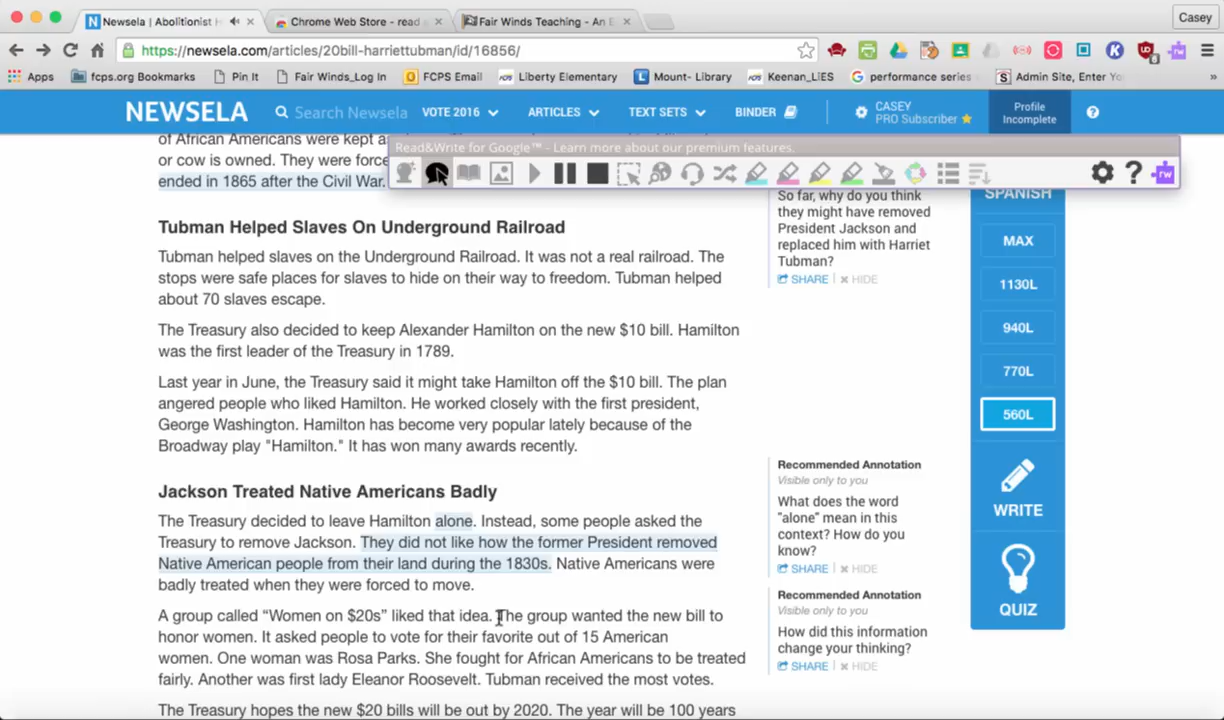 Newsela | Abolitionist H
Chrome Web Store - read
Fair Winds Teaching - An E
Casey
https://newsela.com/articles/20bill-harriettubman/id/16856/
Apps
fcps.org Bookmarks
Pin It
Fair Winds_Log In
FCPS Email
Liberty Elementary
Mount- Library
Keenan_LiES
performance series
Admin Site, Enter Yo
»
NEWSELA
Search Newsela
VOTE 2016
ARTICLES
TEXT SETS
BINDER
CASEY
PRO Subscriber
Profile
Incomplete
of African Americans were kept a
or cow is owned. They were force
ended in 1865 after the Civil War.
Read&Write for Google™ - Learn more about our premium features.
Tubman Helped Slaves On Underground Railroad
Tubman helped slaves on the Underground Railroad. It was not a real railroad. The
stops were safe places for slaves to hide on their way to freedom. Tubman helped
about 70 slaves escape.
The Treasury also decided to keep Alexander Hamilton on the new $10 bill. Hamilton
was the first leader of the Treasury in 1789.
Last year in June, the Treasury said it might take Hamilton off the $10 bill. The plan
angered people who liked Hamilton. He worked closely with the first president,
George Washington. Hamilton has become very popular lately because of the
Broadway play "Hamilton." It has won many awards recently.
Jackson Treated Native Americans Badly
The Treasury decided to leave Hamilton alone. Instead, some people asked the
Treasury to remove Jackson. They did not like how the former President removed
Native American people from their land during the 1830s. Native Americans were
badly treated when they were forced to move.
A group called “Women on $20s” liked that idea. The group wanted the new bill to
honor women. It asked people to vote for their favorite out of 15 American
women. One woman was Rosa Parks. She fought for African Americans to be treated
fairly. Another was first lady Eleanor Roosevelt. Tubman received the most votes.
The Treasury hopes the new $20 bills will be out by 2020. The year will be 100 years
So far, why do you think
they might have removed
President Jackson and
replaced him with Harriet
Tubman?
SHARE
HIDE
Recommended Annotation
Visible only to you
What does the word
"alone" mean in this
context? How do you
know?
SHARE
HIDE
Recommended Annotation
Visible only to you
How did this information
change your thinking?
SHARE
HIDE
SPANISH
MAX
1130L
940L
770L
560L
WRITE
QUIZ